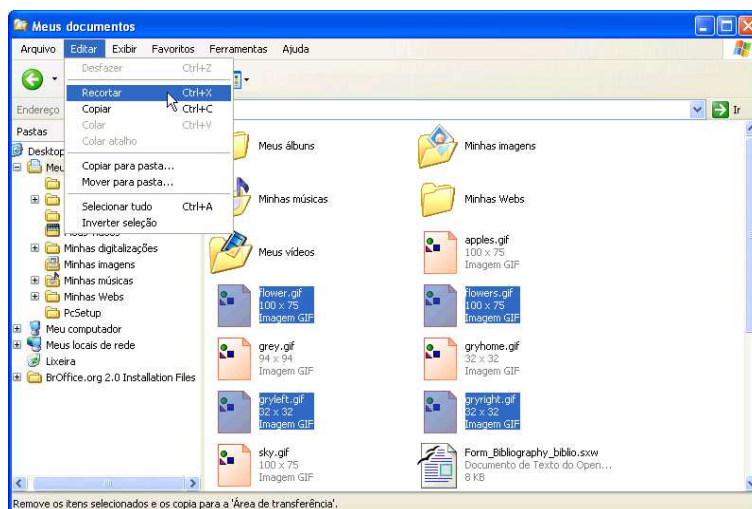 Meus documentos
Arquivo Editar Exibir Favoritos Ferramentas Ajuda
Desfazer Ctrl+Z
Recortar Ctrl+X
Copiar Ctrl+C
Colar Ctrl+V
Colar atalho
Copiar para pasta...
Mover para pasta...
Selecionar tudo Ctrl+A
Inverter seleção
Endereço
Ir
Pastas
Desktop
Meu
Minhas digitalizações
Minhas imagens
Minhas músicas
Minhas Webs
PcSetup
Meu computador
Meus locais de rede
Lixeira
BrOffice.org 2.0 Installation Files
Meus álbuns
Minhas imagens
Minhas músicas
Minhas Webs
Meus vídeos
apples.gif
100 x 75
Imagem GIF
flower.gif
100 x 75
Imagem GIF
flowers.gif
100 x 75
Imagem GIF
grey.gif
94 x 94
Imagem GIF
gryhome.gif
32 x 32
Imagem GIF
gryleft.gif
32 x 32
Imagem GIF
gryright.gif
32 x 32
Imagem GIF
sky.gif
100 x 75
Imagem GIF
Form_Bibliography_biblio.sxw
Documento de Texto do Open...
8 KB
Remove os itens selecionados e os copia para a 'Área de transferência'.